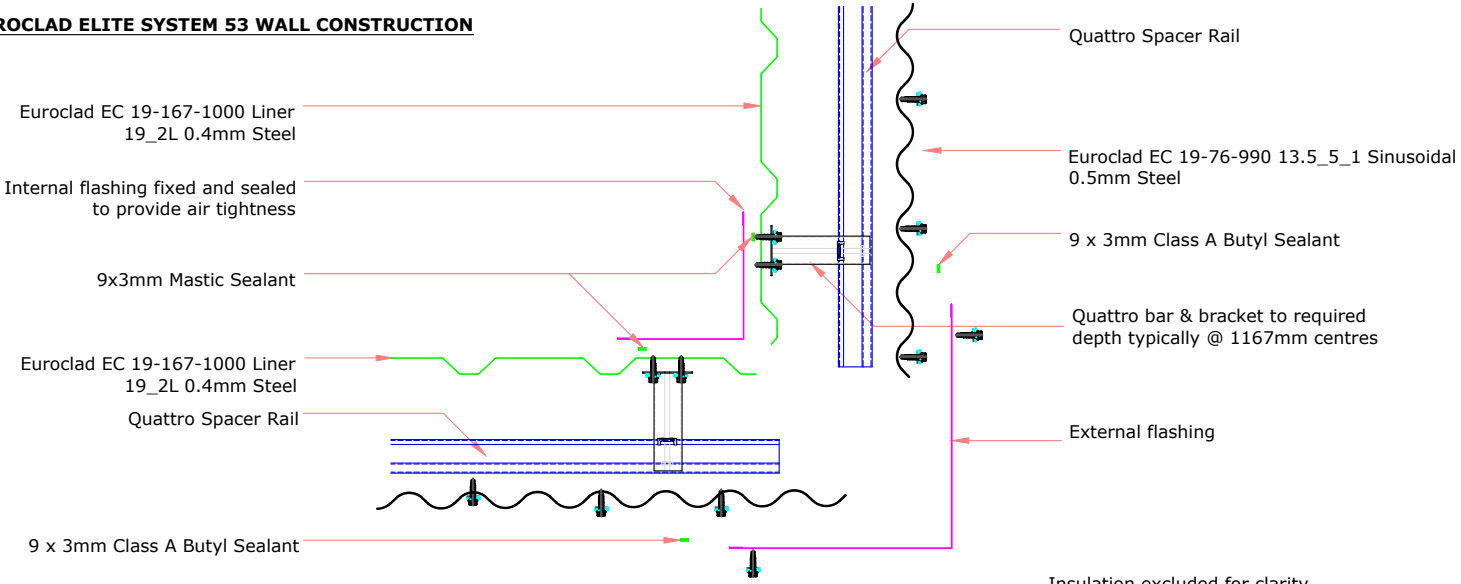 ROCLAD ELITE SYSTEM 53 WALL CONSTRUCTION
Quattro Spacer Rail
Euroclad EC 19-167-1000 Liner
19_2L 0.4mm Steel
Euroclad EC 19-76-990 13.5_5_1 Sinusoidal
0.5mm Steel
Internal flashing fixed and sealed
to provide air tightness
9 x 3mm Class A Butyl Sealant
9x3mm Mastic Sealant
Quattro bar & bracket to required
depth typically @ 1167mm centres
Euroclad EC 19-167-1000 Liner
19_2L 0.4mm Steel
Quattro Spacer Rail
External flashing
9 x 3mm Class A Butyl Sealant
Insulation excluded for clarity